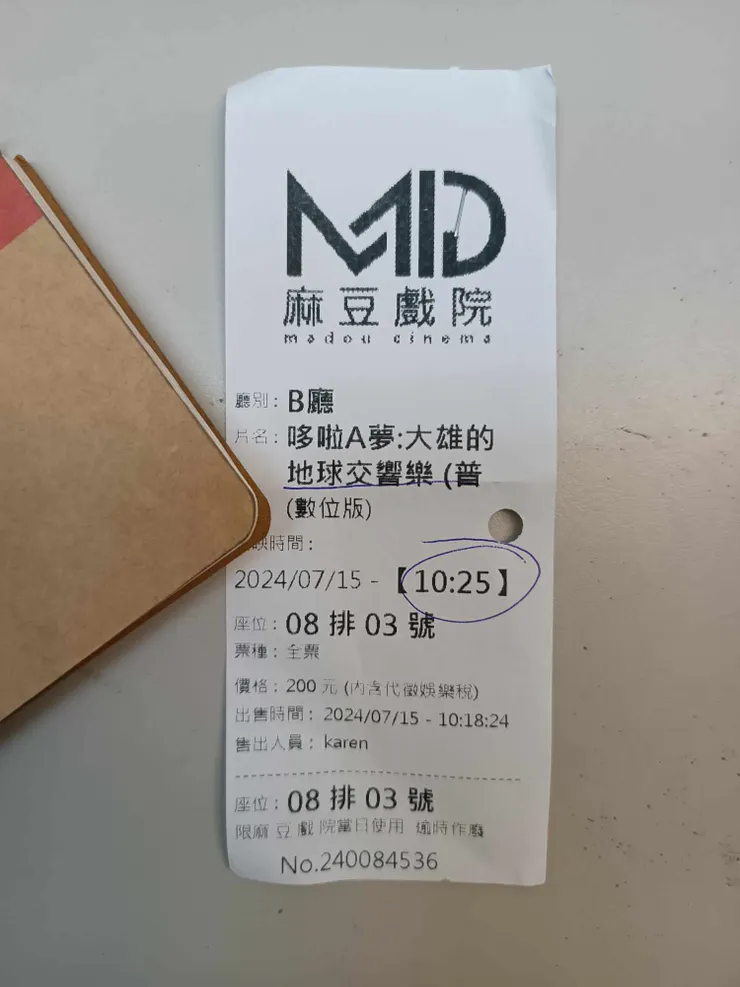 MD
麻豆戲院
madou cinema
廳別：B廳
片名：哆啦A夢:大雄的
地球交響樂 (普
(數位版)
映時間：
2024/07/15 - 【10:25】
座位：08 排 03 號
票種：全票
價格：200 元 (內含代徵娛樂稅)
出售時間：2024/07/15 - 10:18:24
售出人員：karen
座位：08 排 03 號
限麻豆戲院當日使用 逾時作廢
No.240084536